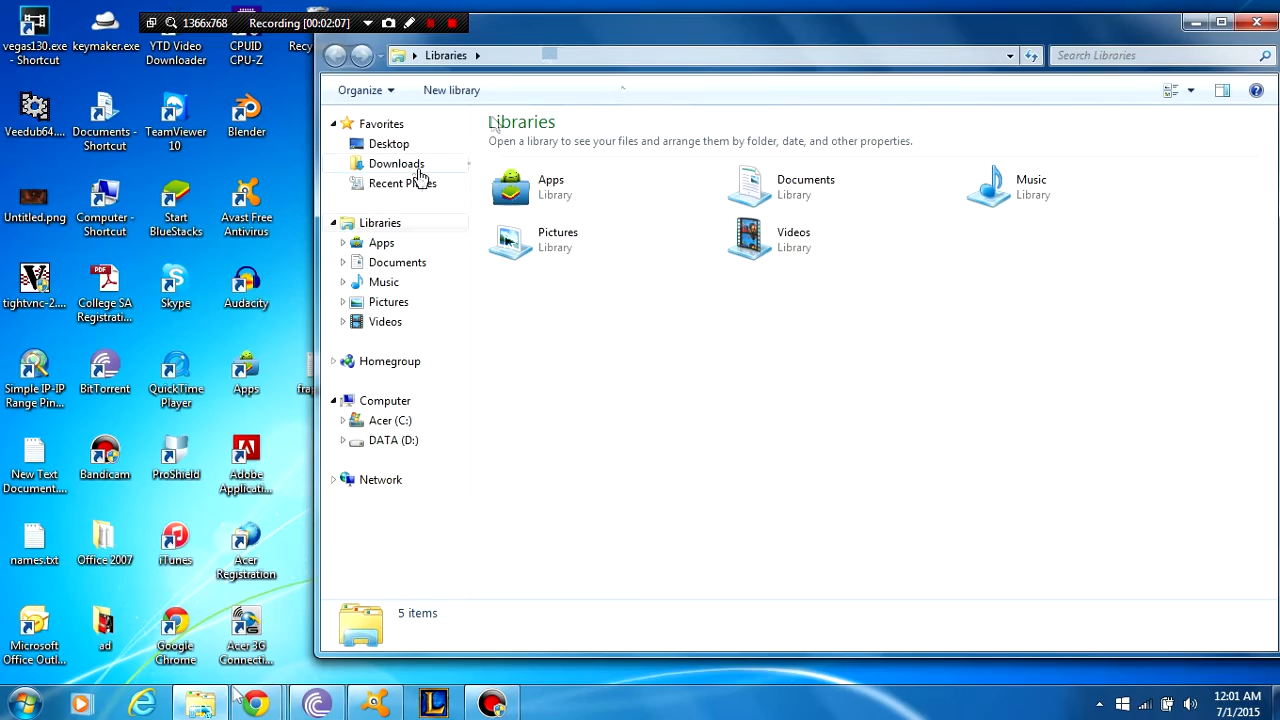 1366x768 Recording [00:02:07]
vegas130.exe - Shortcut
keymaker.exe
YTD Video Downloader
CPUID CPU-Z
Libraries
Search Libraries
Organize
New library
Favorites
Desktop
Downloads
Libraries
Apps
Documents
Music
Pictures
Videos
Homegroup
Computer
Acer (C:)
DATA (D:)
Network
Libraries
Open a library to see your files and arrange them by folder, date, and other properties.
Apps
Library
Documents
Library
Music
Library
Pictures
Library
Videos
Library
5 items
Veedub64....
Documents - Shortcut
TeamViewer 10
Blender
Untitled.png
Computer - Shortcut
Start BlueStacks
Avast Free Antivirus
tightvnc-2....
College SA Registrati...
Skype
Audacity
Simple IP-IP Range Pin...
BitTorrent
QuickTime Player
Apps
New Text Document....
Bandicam
ProShield
Adobe Applicati...
names.txt
Office 2007
iTunes
Acer Registration
Microsoft Office Outl...
ad
Google Chrome
Acer 3G Connecti...
12:01 AM
7/1/2015